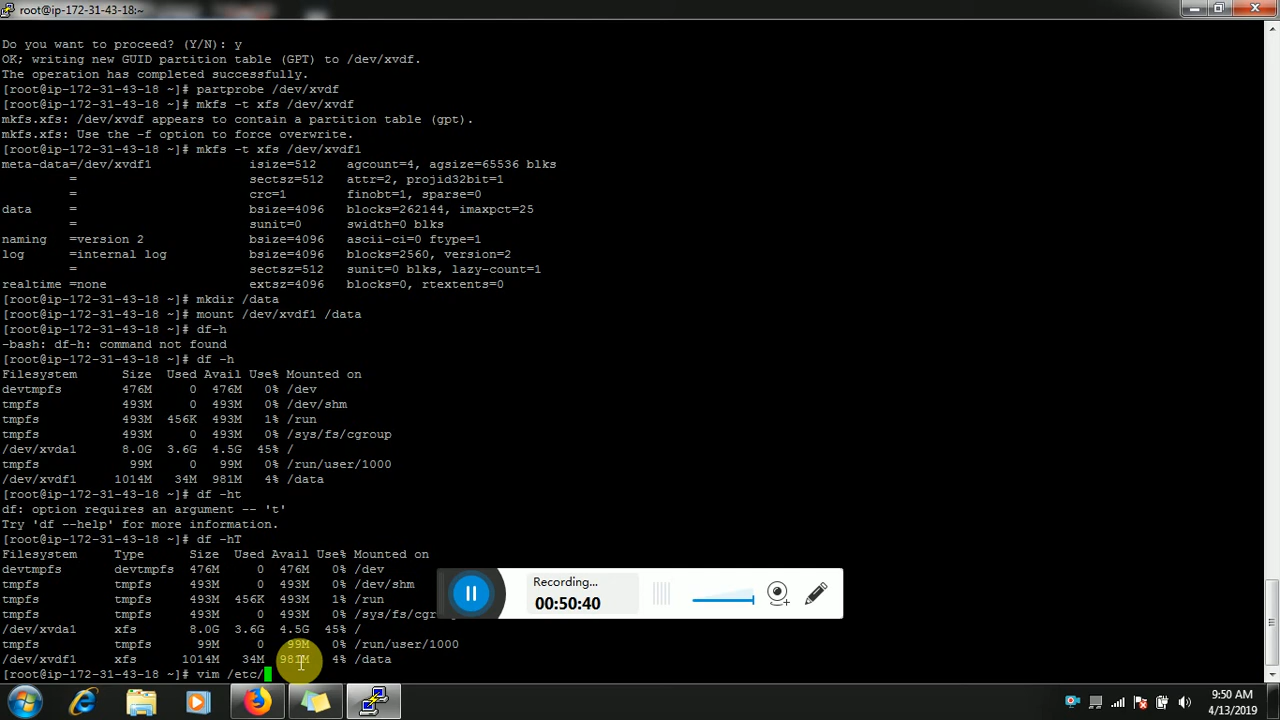 root@ip-172-31-43-18:~
Do you want to proceed? (Y/N): y
OK; writing new GUID partition table (GPT) to /dev/xvdf.
The operation has completed successfully.
[root@ip-172-31-43-18 ~]# partprobe /dev/xvdf
[root@ip-172-31-43-18 ~]# mkfs -t xfs /dev/xvdf
mkfs.xfs: /dev/xvdf appears to contain a partition table (gpt).
mkfs.xfs: Use the -f option to force overwrite.
[root@ip-172-31-43-18 ~]# mkfs -t xfs /dev/xvdf1
meta-data=/dev/xvdf1             isize=512    agcount=4, agsize=65536 blks
         =                       sectsz=512   attr=2, projid32bit=1
         =                       crc=1        finobt=1, sparse=0
data     =                       bsize=4096   blocks=262144, imaxpct=25
         =                       sunit=0      swidth=0 blks
naming   =version 2              bsize=4096   ascii-ci=0 ftype=1
log      =internal log           bsize=4096   blocks=2560, version=2
         =                       sectsz=512   sunit=0 blks, lazy-count=1
realtime =none                   extsz=4096   blocks=0, rtextents=0
[root@ip-172-31-43-18 ~]# mkdir /data
[root@ip-172-31-43-18 ~]# mount /dev/xvdf1 /data
[root@ip-172-31-43-18 ~]# df-h
-bash: df-h: command not found
[root@ip-172-31-43-18 ~]# df -h
Filesystem      Size  Used Avail Use% Mounted on
devtmpfs        476M     0  476M   0% /dev
tmpfs           493M     0  493M   0% /dev/shm
tmpfs           493M  456K  493M   1% /run
tmpfs           493M     0  493M   0% /sys/fs/cgroup
/dev/xvda1      8.0G  3.6G  4.5G  45% /
tmpfs            99M     0   99M   0% /run/user/1000
/dev/xvdf1     1014M   34M  981M   4% /data
[root@ip-172-31-43-18 ~]# df -ht
df: option requires an argument -- 't'
Try 'df --help' for more information.
[root@ip-172-31-43-18 ~]# df -hT
Filesystem     Type      Size  Used Avail Use% Mounted on
devtmpfs       devtmpfs  476M     0  476M   0% /dev
tmpfs          tmpfs     493M     0  493M   0% /dev/shm
tmpfs          tmpfs     493M  456K  493M   1% /run
tmpfs          tmpfs     493M     0  493M   0% /sys/fs/cgr
/dev/xvda1     xfs       8.0G  3.6G  4.5G  45% /
tmpfs          tmpfs      99M     0   99M   0% /run/user/1000
/dev/xvdf1     xfs      1014M   34M  981M   4% /data
[root@ip-172-31-43-18 ~]# vim /etc/
Recording...
00:50:40
9:50 AM
4/13/2019